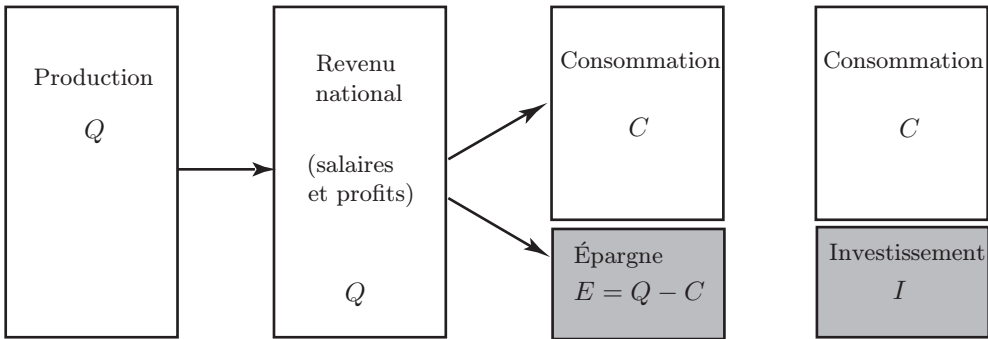 Production
Q
Revenu
national
(salaires
et profits)
Q
Consommation
C
Épargne
E = Q − C
Consommation
C
Investissement
I